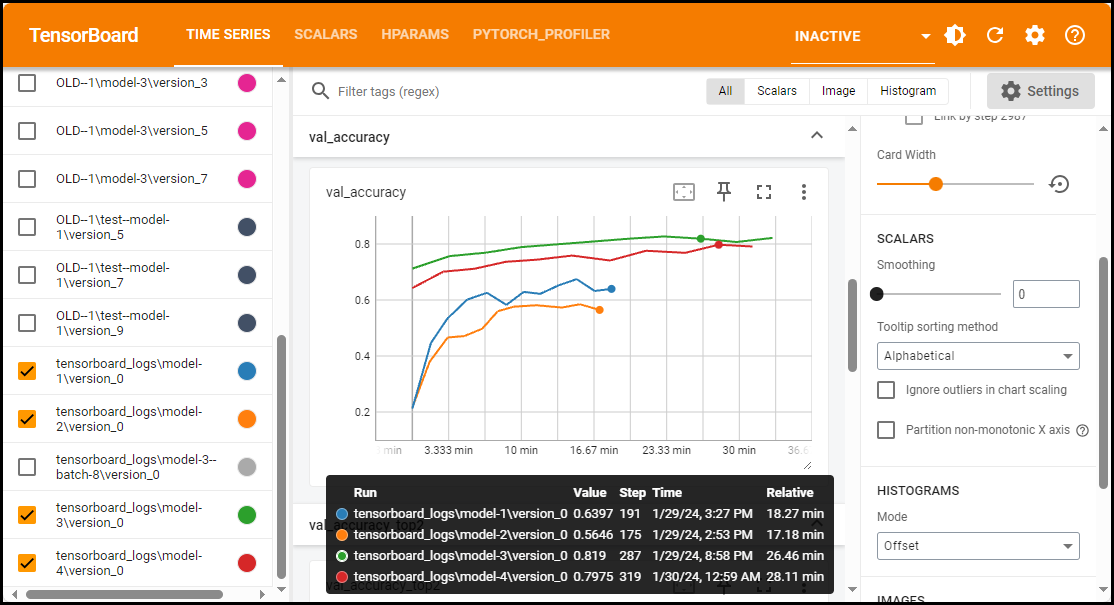 TensorBoard
TIME SERIES
SCALARS
HPARAMS
PYTORCH_PROFILER
INACTIVE
OLD--1\model-3\version_3
OLD--1\model-3\version_5
OLD--1\model-3\version_7
OLD--1\test--model-
1\version_5
OLD--1\test--model-
1\version_7
OLD--1\test--model-
1\version_9
tensorboard_logs\model-
1\version_0
tensorboard_logs\model-
2\version_0
tensorboard_logs\model-3--
batch-8\version_0
tensorboard_logs\model-
3\version_0
tensorboard_logs\model-
4\version_0
Filter tags (regex)
All
Scalars
Image
Histogram
Settings
val_accuracy
val_accuracy
0.8
0.6
0.4
0.2
min 3.333 min 10 min 16.67 min 23.33 min 30 min 36.6
Run Value Step Time Relative
tensorboard_logs\model-1\version_0 0.6397 191 1/29/24, 3:27 PM 18.27 min
tensorboard_logs\model-2\version_0 0.5646 175 1/29/24, 2:53 PM 17.18 min
tensorboard_logs\model-3\version_0 0.819 287 1/29/24, 8:58 PM 26.46 min
tensorboard_logs\model-4\version_0 0.7975 319 1/30/24, 12:59 AM 28.11 min
val_accuracy_top2
val_accuracy_top2
Link by step 2987
Card Width
SCALARS
Smoothing
0
Tooltip sorting method
Alphabetical
Ignore outliers in chart scaling
Partition non-monotonic X axis
HISTOGRAMS
Mode
Offset
IMAGES